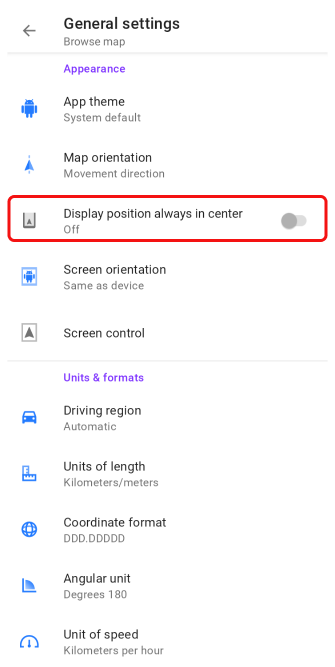 General settings
Browse map
Appearance
App theme
System default
Map orientation
Movement direction
Display position always in center
Off
Screen orientation
Same as device
Screen control
Units & formats
Driving region
Automatic
Units of length
Kilometers/meters
Coordinate format
DDD.DDDDD
Angular unit
Degrees 180
Unit of speed
Kilometers per hour